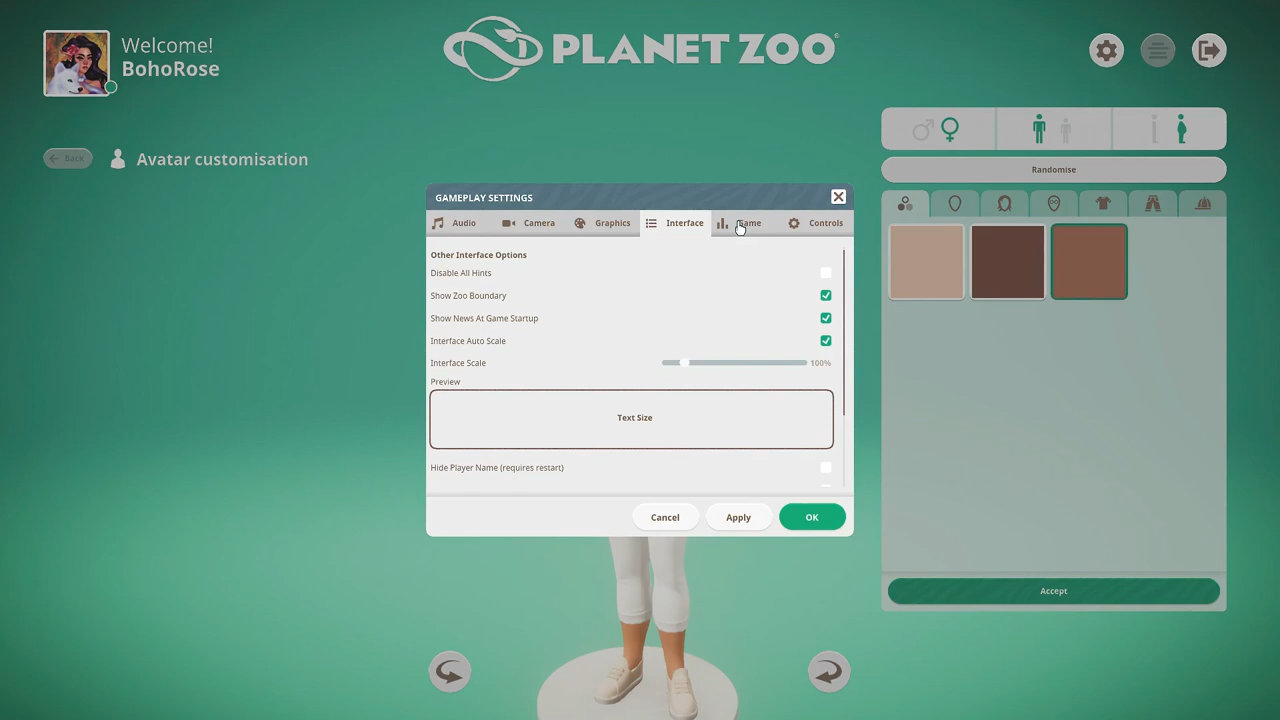 Welcome!
BohoRose
PLANET ZOO
Back
Avatar customisation
Randomise
GAMEPLAY SETTINGS
Audio
Camera
Graphics
Interface
Game
Controls
Other Interface Options
Disable All Hints
Show Zoo Boundary
Show News At Game Startup
Interface Auto Scale
Interface Scale
100%
Preview
Text Size
Hide Player Name (requires restart)
Cancel
Apply
OK
Accept